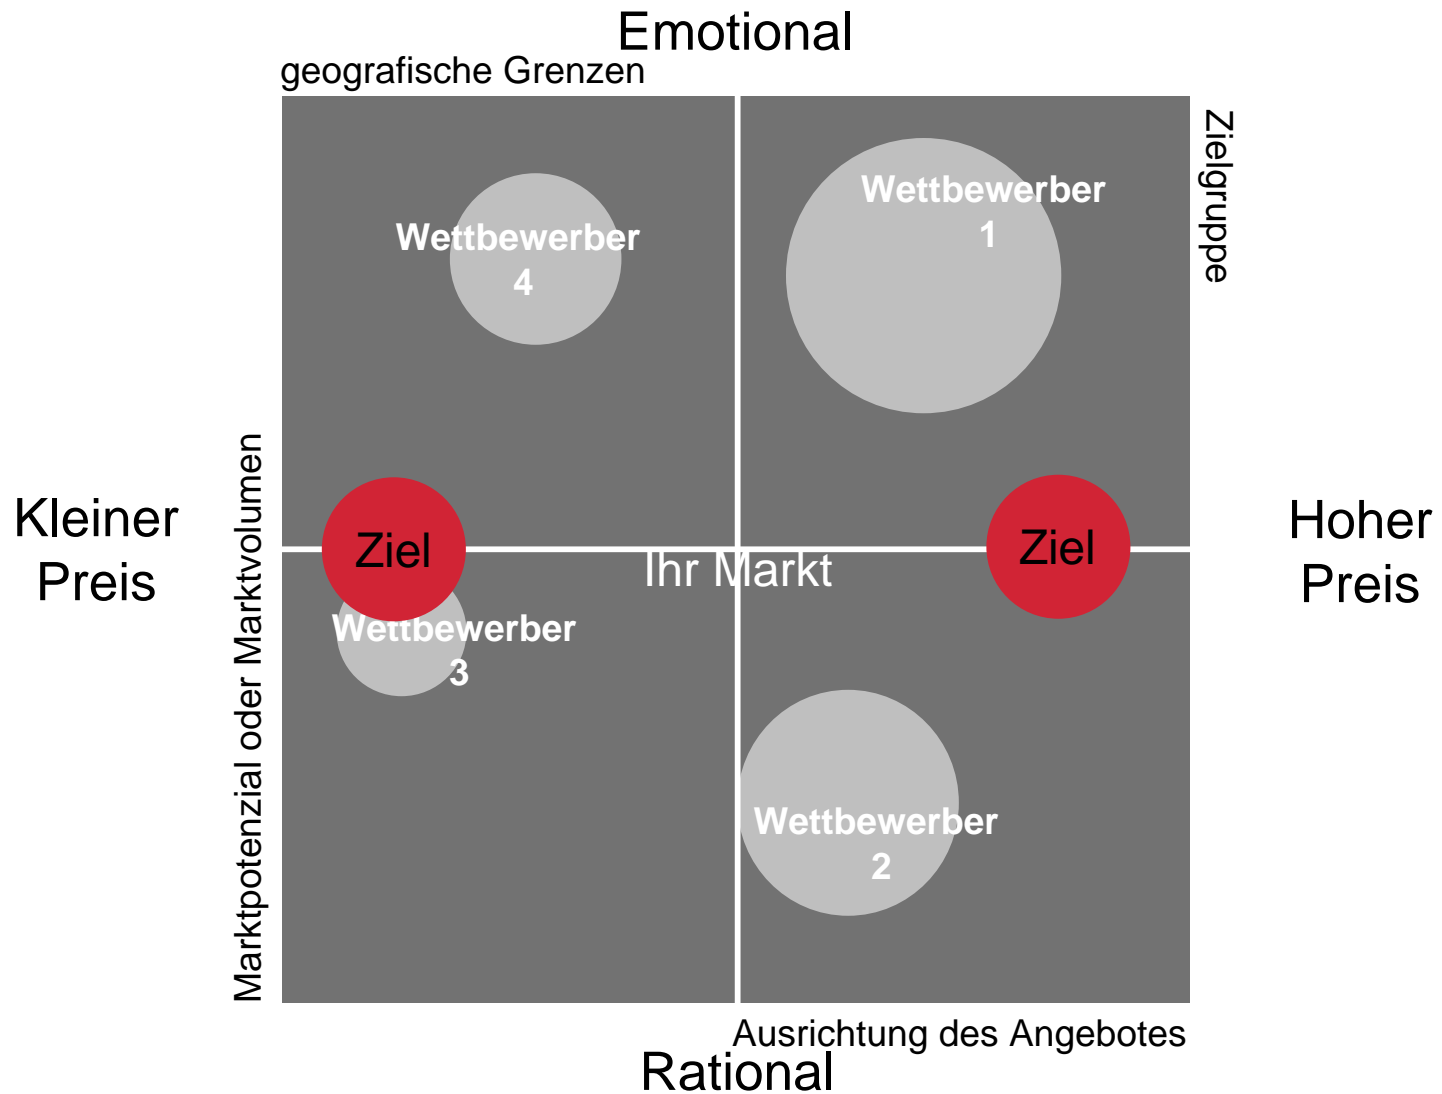 Emotional
geografische Grenzen
Zielgruppe
Wettbewerber
1
Wettbewerber
4
Kleiner
Preis
Marktpotenzial oder Marktvolumen
Ziel
Ihr Markt
Ziel
Hoher
Preis
Wettbewerber
3
Wettbewerber
2
Ausrichtung des Angebotes
Rational